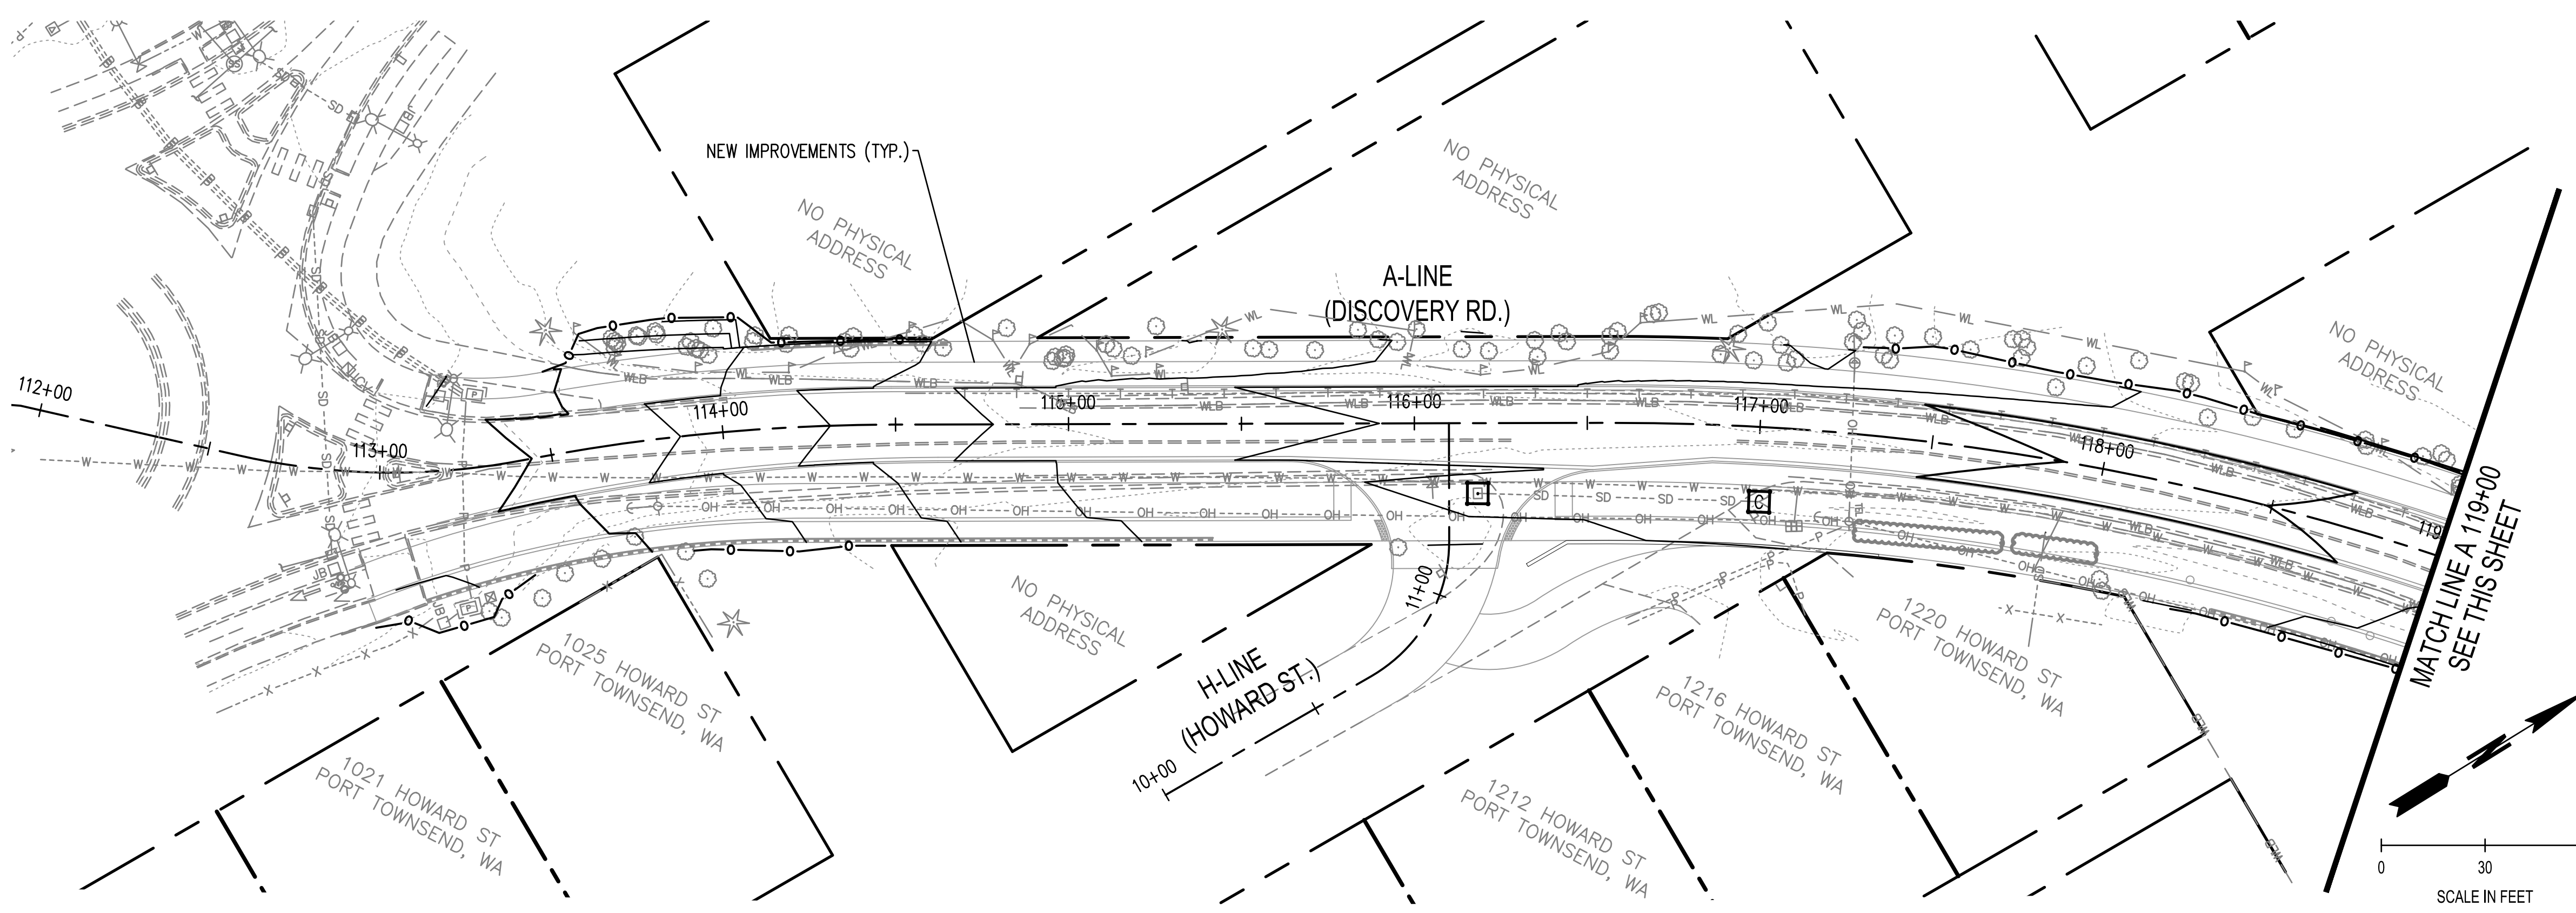 NEW IMPROVEMENTS (TYP.)
NO PHYSICAL
ADDRESS
NO PHYSICAL
ADDRESS
A-LINE
(DISCOVERY RD.)
NO PHYSICAL
ADDRESS
112+00
113+00
114+00
115+00
116+00
117+00
118+00
119
MATCH LINE A 119+00
SEE THIS SHEET
NO PHYSICAL
ADDRESS
11+00
H-LINE
(HOWARD ST.)
10+00
1025 HOWARD ST
PORT TOWNSEND, WA
1021 HOWARD ST
PORT TOWNSEND, WA
1220 HOWARD ST
PORT TOWNSEND, WA
1216 HOWARD ST
PORT TOWNSEND, WA
1212 HOWARD ST
PORT TOWNSEND, WA
C
N
0 30
SCALE IN FEET